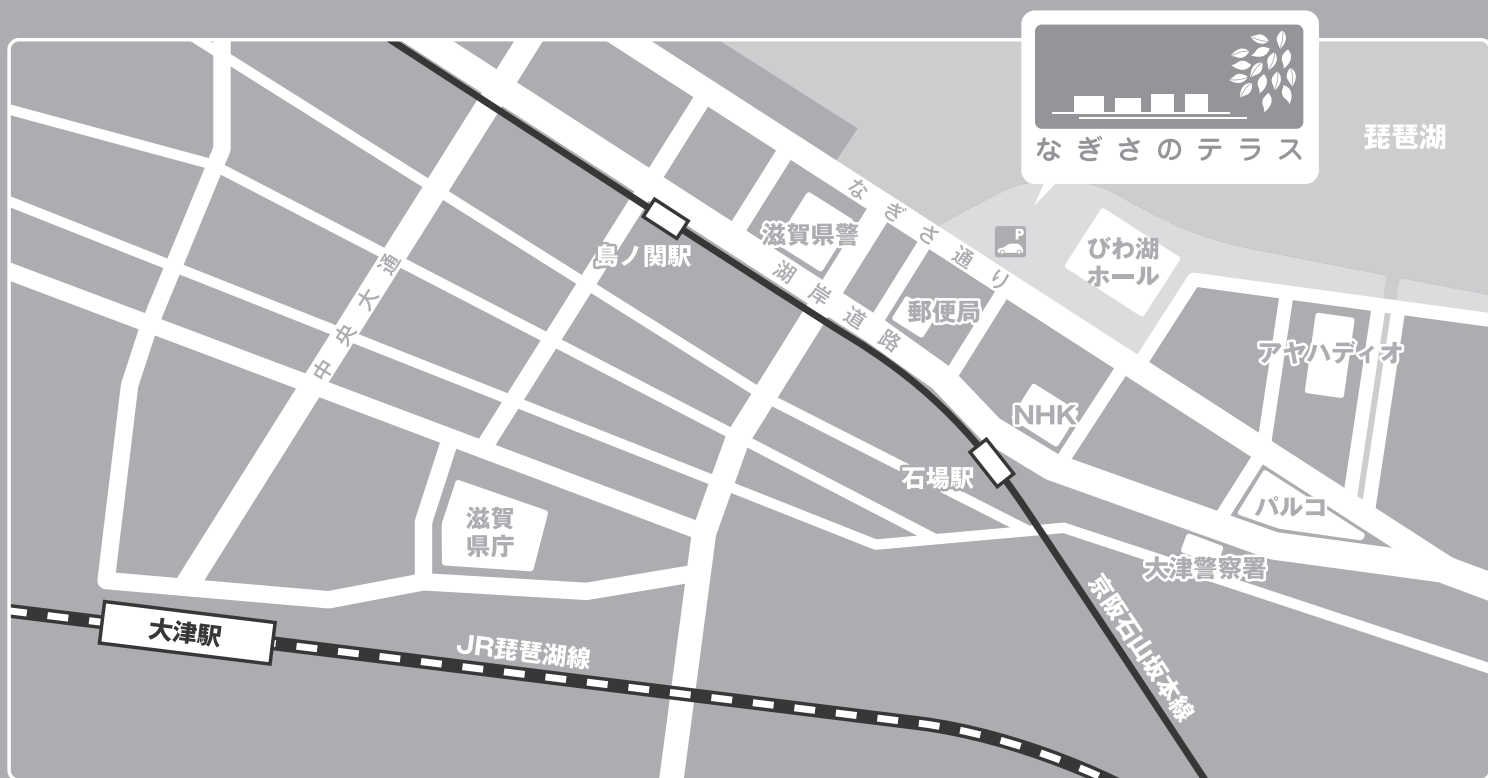 なぎさのテラス
琵琶湖
なぎさ通り
P
滋賀県警
びわ湖
ホール
島ノ関駅
湖岸道路
郵便局
中央大通
アヤハディオ
NHK
石場駅
パルコ
滋賀
県庁
大津警察署
大津駅
JR琵琶湖線
京阪石山坂本線